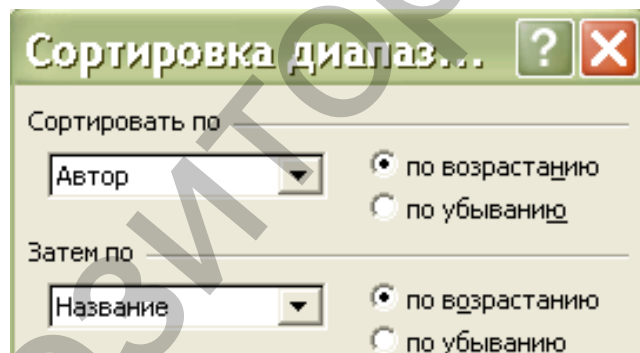 Сортировка диапаз... ?
Сортировать по
Автор
по возрастанию
по убыванию
Затем по
Название
по возрастанию
по убыванию